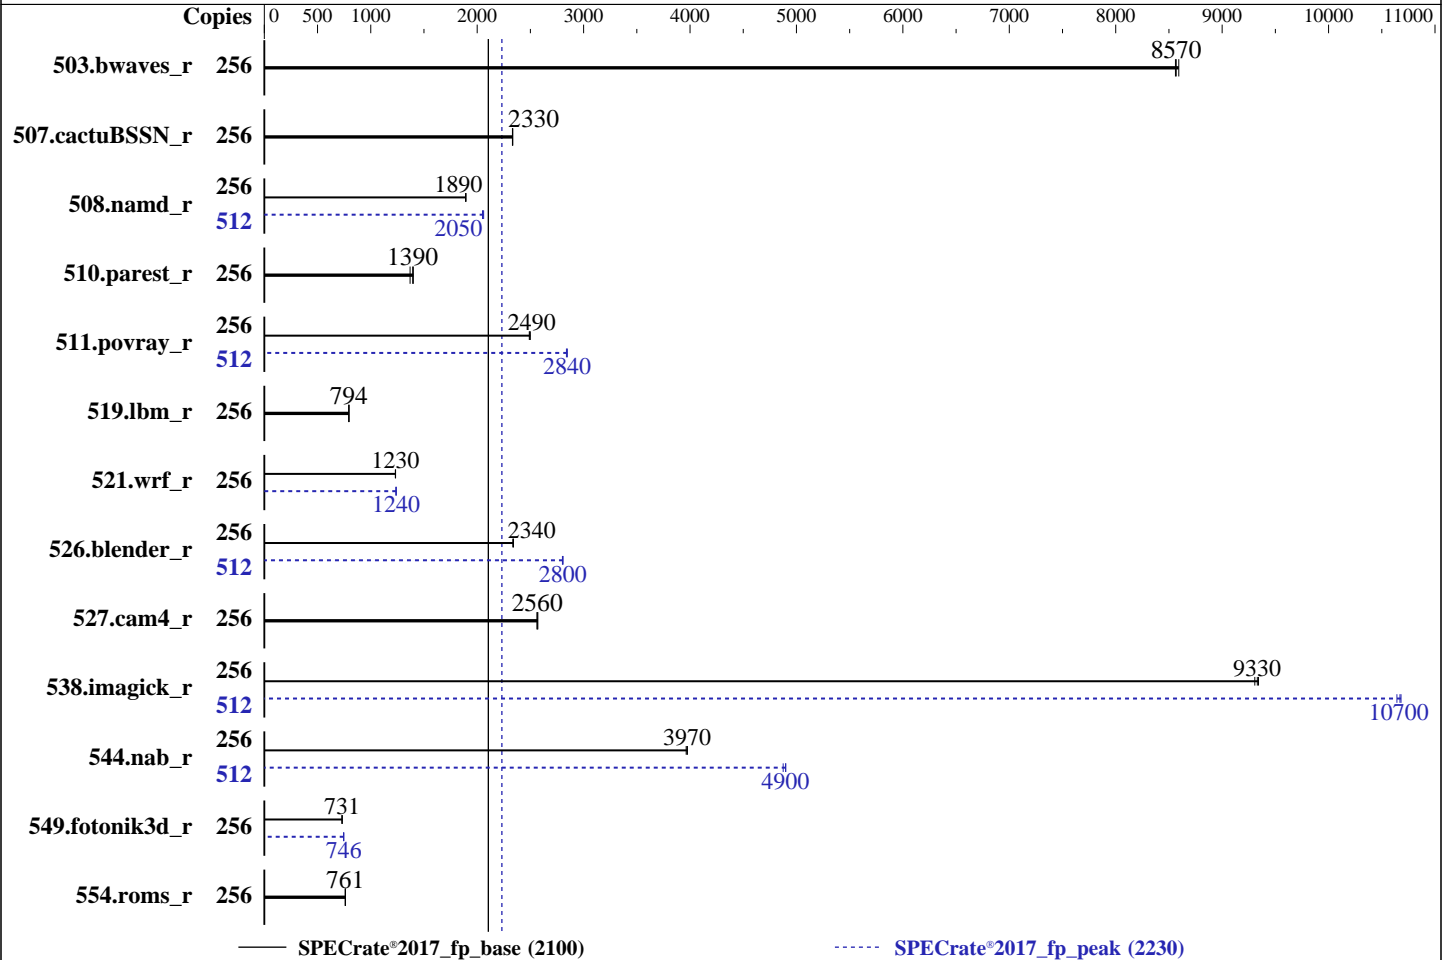 Copies 0 500 1000 2000 3000 4000 5000 6000 7000 8000 9000 10000 11000
503.bwaves_r 256 8570
507.cactuBSSN_r 256 2330
508.namd_r 256 1890
512 2050
510.parest_r 256 1390
511.povray_r 256 2490
512 2840
519.lbm_r 256 794
521.wrf_r 256 1230
1240
526.blender_r 256 2340
512 2800
527.cam4_r 256 2560
538.imagick_r 256 9330
512 10700
544.nab_r 256 3970
512 4900
549.fotonik3d_r 256 731
746
554.roms_r 256 761
SPECrate®2017_fp_base (2100) SPECrate®2017_fp_peak (2230)